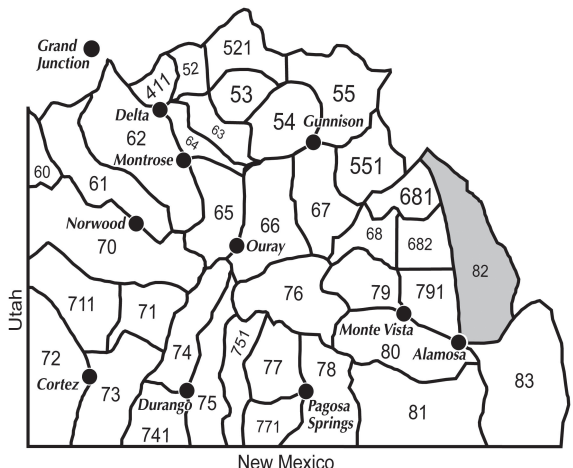 521
Grand
Junction
52
411
53
55
Delta
54
Gunnison
62
63
64
Montrose
551
60
61
681
65
66
67
Norwood
68
682
70
Ouray
82
76
79
791
711
71
Utah
Monte Vista
751
80
Alamosa
72
74
77
78
83
Cortez
73
Durango
75
Pagosa
Springs
81
741
771
New Mexico